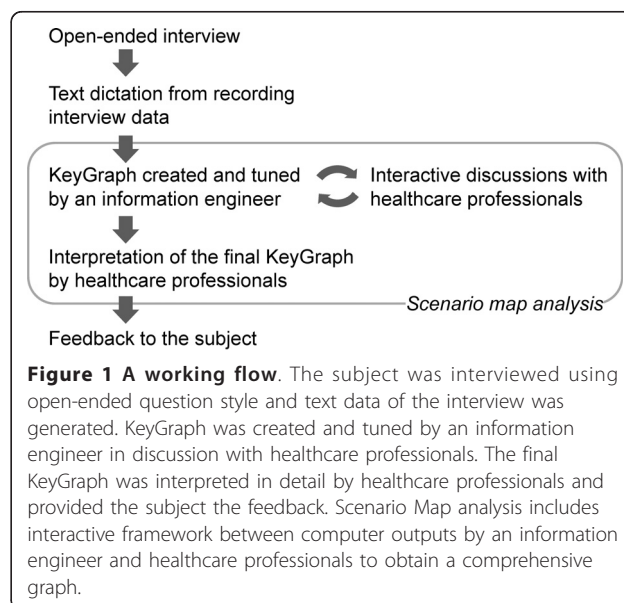 Open-ended interview
Text dictation from recording
interview data
KeyGraph created and tuned
by an information engineer
Interactive discussions with
healthcare professionals
Interpretation of the final KeyGraph
by healthcare professionals
Scenario map analysis
Feedback to the subject
Figure 1 A working flow. The subject was interviewed using
open-ended question style and text data of the interview was
generated. KeyGraph was created and tuned by an information
engineer in discussion with healthcare professionals. The final
KeyGraph was interpreted in detail by healthcare professionals and
provided the subject the feedback. Scenario Map analysis includes
interactive framework between computer outputs by an information
engineer and healthcare professionals to obtain a comprehensive
graph.